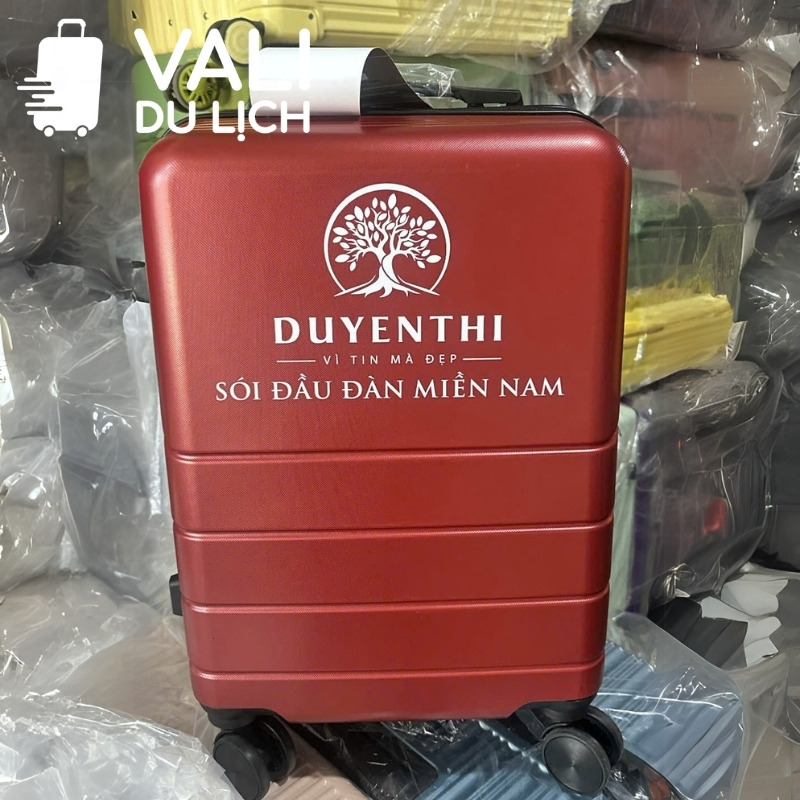 VALI
DU LỊCH
DUYENTHI
VÌ TIN MÀ ĐẸP
SÓI ĐẦU ĐÀN MIỀN NAM